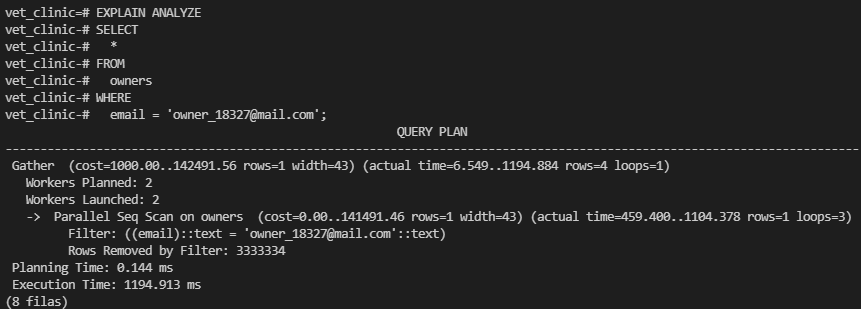 vet_clinic=# EXPLAIN ANALYZE
vet_clinic-# SELECT
vet_clinic-#   *
vet_clinic-# FROM
vet_clinic-#   owners
vet_clinic-# WHERE
vet_clinic-#   email = 'owner_18327@mail.com';
QUERY PLAN
--------------------------------------------------------------------------------------------------------------------------
Gather  (cost=1000.00..142491.56 rows=1 width=43) (actual time=6.549..1194.884 rows=4 loops=1)
Workers Planned: 2
Workers Launched: 2
->  Parallel Seq Scan on owners  (cost=0.00..141491.46 rows=1 width=43) (actual time=459.400..1104.378 rows=1 loops=3)
Filter: ((email)::text = 'owner_18327@mail.com'::text)
Rows Removed by Filter: 3333334
Planning Time: 0.144 ms
Execution Time: 1194.913 ms
(8 filas)